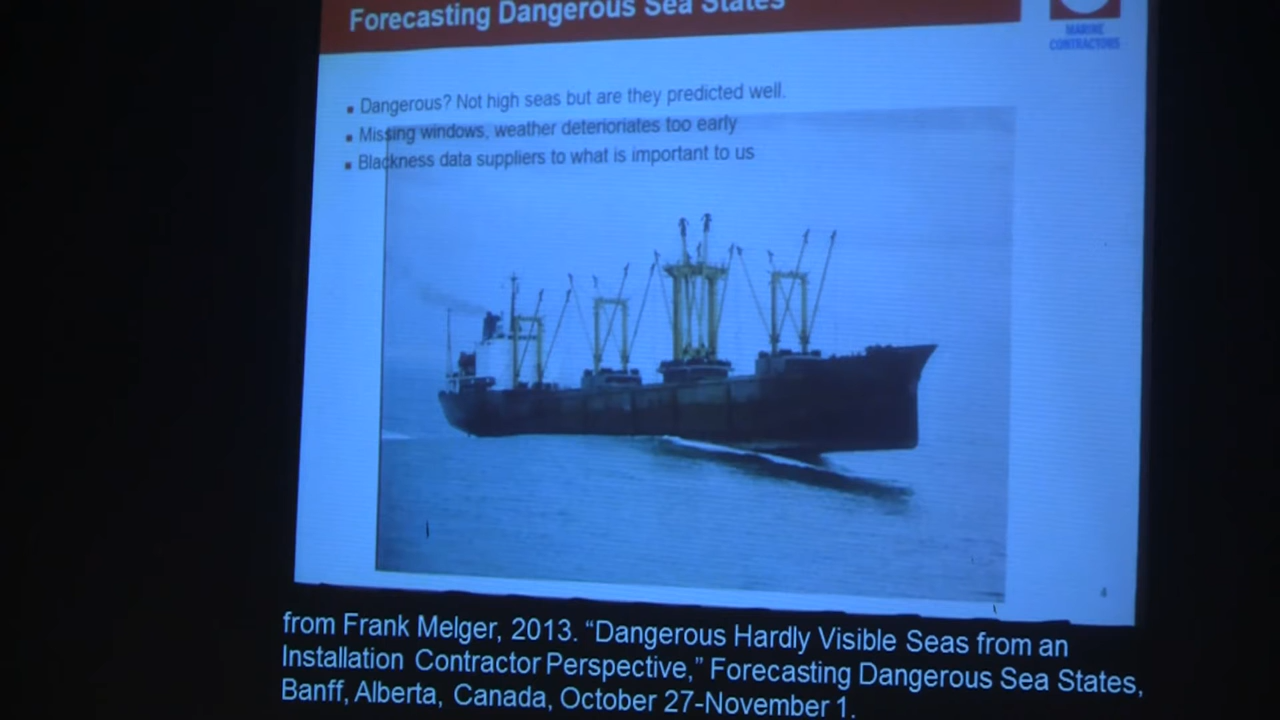 Forecasting Dangerous Sea States
MARINE
CONTRACTORS
Dangerous? Not high seas but are they predicted well.
Missing windows, weather deterioriates too early
Blackness data suppliers to what is important to us
4
from Frank Melger, 2013. “Dangerous Hardly Visible Seas from an
Installation Contractor Perspective,” Forecasting Dangerous Sea States,
Banff, Alberta, Canada, October 27-November 1.